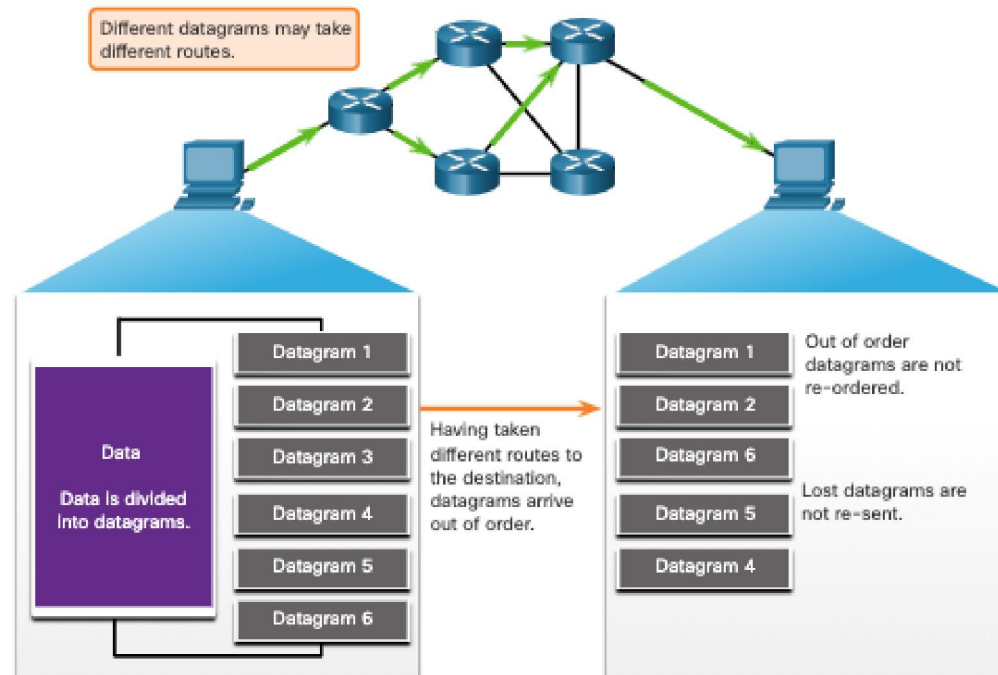 Different datagrams may take
different routes.
Data
Data is divided
into datagrams.
Datagram 1
Datagram 2
Datagram 3
Datagram 4
Datagram 5
Datagram 6
Having taken
different routes to
the destination,
datagrams arrive
out of order.
Datagram 1
Datagram 2
Datagram 6
Datagram 5
Datagram 4
Out of order
datagrams are not
re-ordered.
Lost datagrams are
not re-sent.